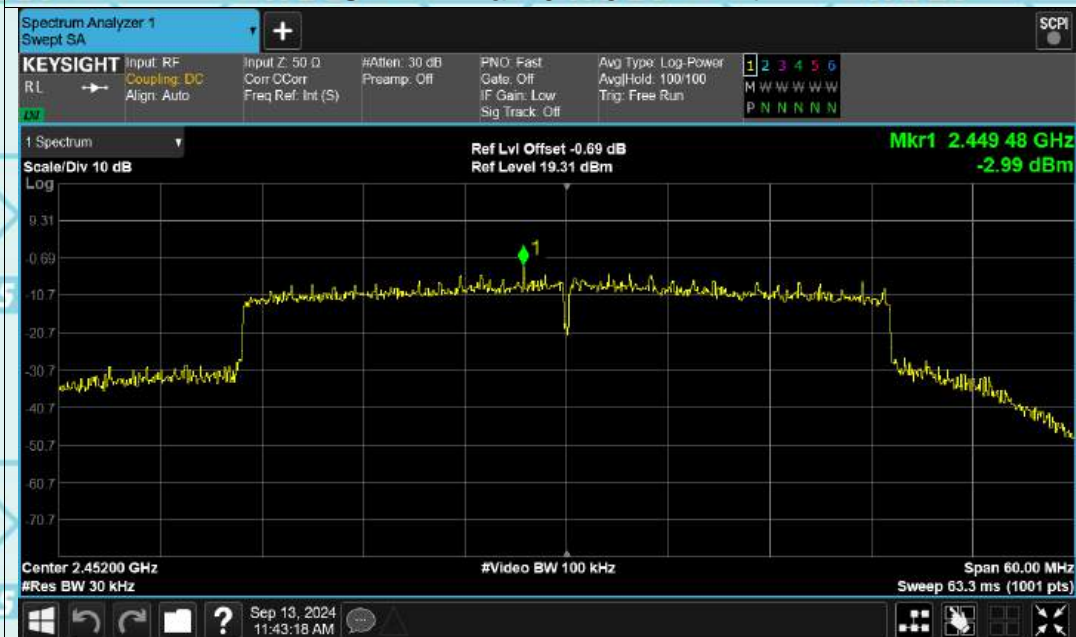 Spectrum Analyzer 1
Swept SA
+
SCPI
KEYSIGHT
RL
LXI
Input: RF
Coupling: DC
Align: Auto
Input Z: 50 Ω
Corr CCorr
Freq Ref: Int (S)
#Atten: 30 dB
Preamp: Off
PNO: Fast
Gate: Off
IF Gain: Low
Sig Track: Off
Avg Type: Log-Power
Avg|Hold: 100/100
Trig: Free Run
1 2 3 4 5 6
M W W W W W
P N N N N N
1 Spectrum
Scale/Div 10 dB
Log
Ref Lvl Offset -0.69 dB
Ref Level 19.31 dBm
Mkr1 2.449 48 GHz
-2.99 dBm
1
9.31
-0.69
-10.7
-20.7
-30.7
-40.7
-50.7
-60.7
-70.7
Center 2.45200 GHz
#Res BW 30 kHz
#Video BW 100 kHz
Span 60.00 MHz
Sweep 63.3 ms (1001 pts)
?
Sep 13, 2024
11:43:18 AM